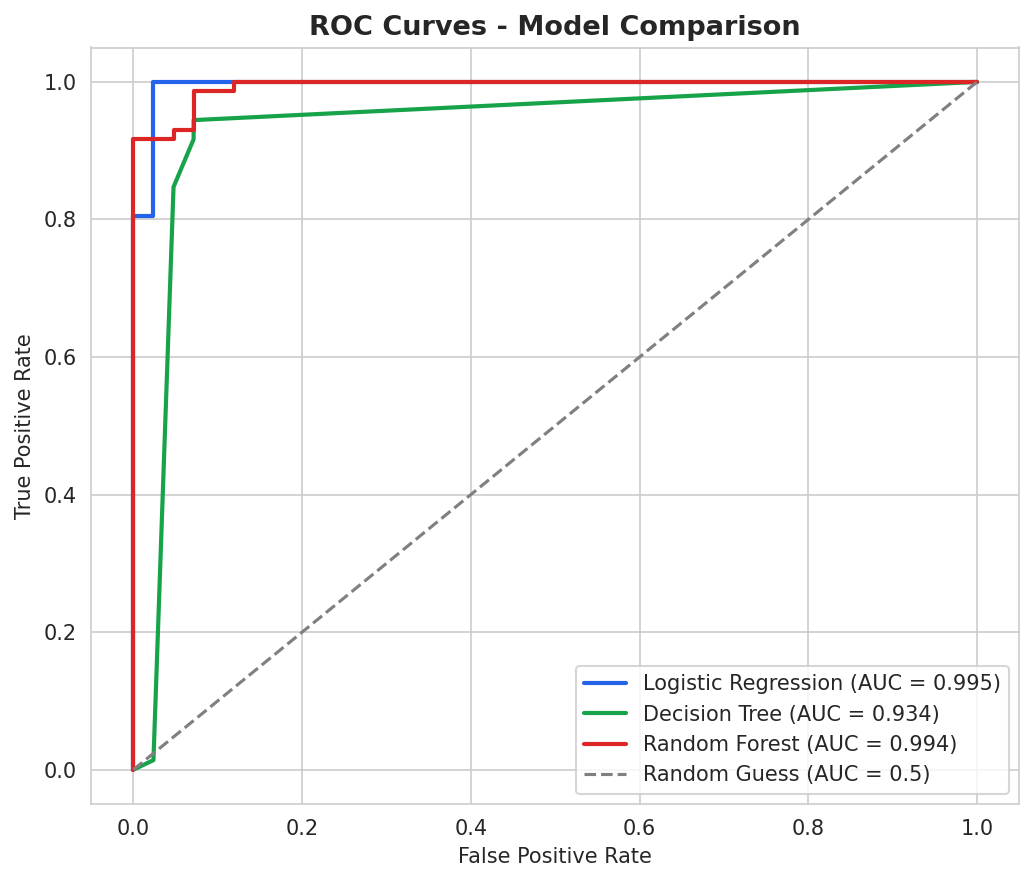 ROC Curves - Model Comparison
True Positive Rate
1.0
0.8
0.6
0.4
0.2
0.0
Logistic Regression (AUC = 0.995)
Decision Tree (AUC = 0.934)
Random Forest (AUC = 0.994)
Random Guess (AUC = 0.5)
0.0 0.2 0.4 0.6 0.8 1.0
False Positive Rate